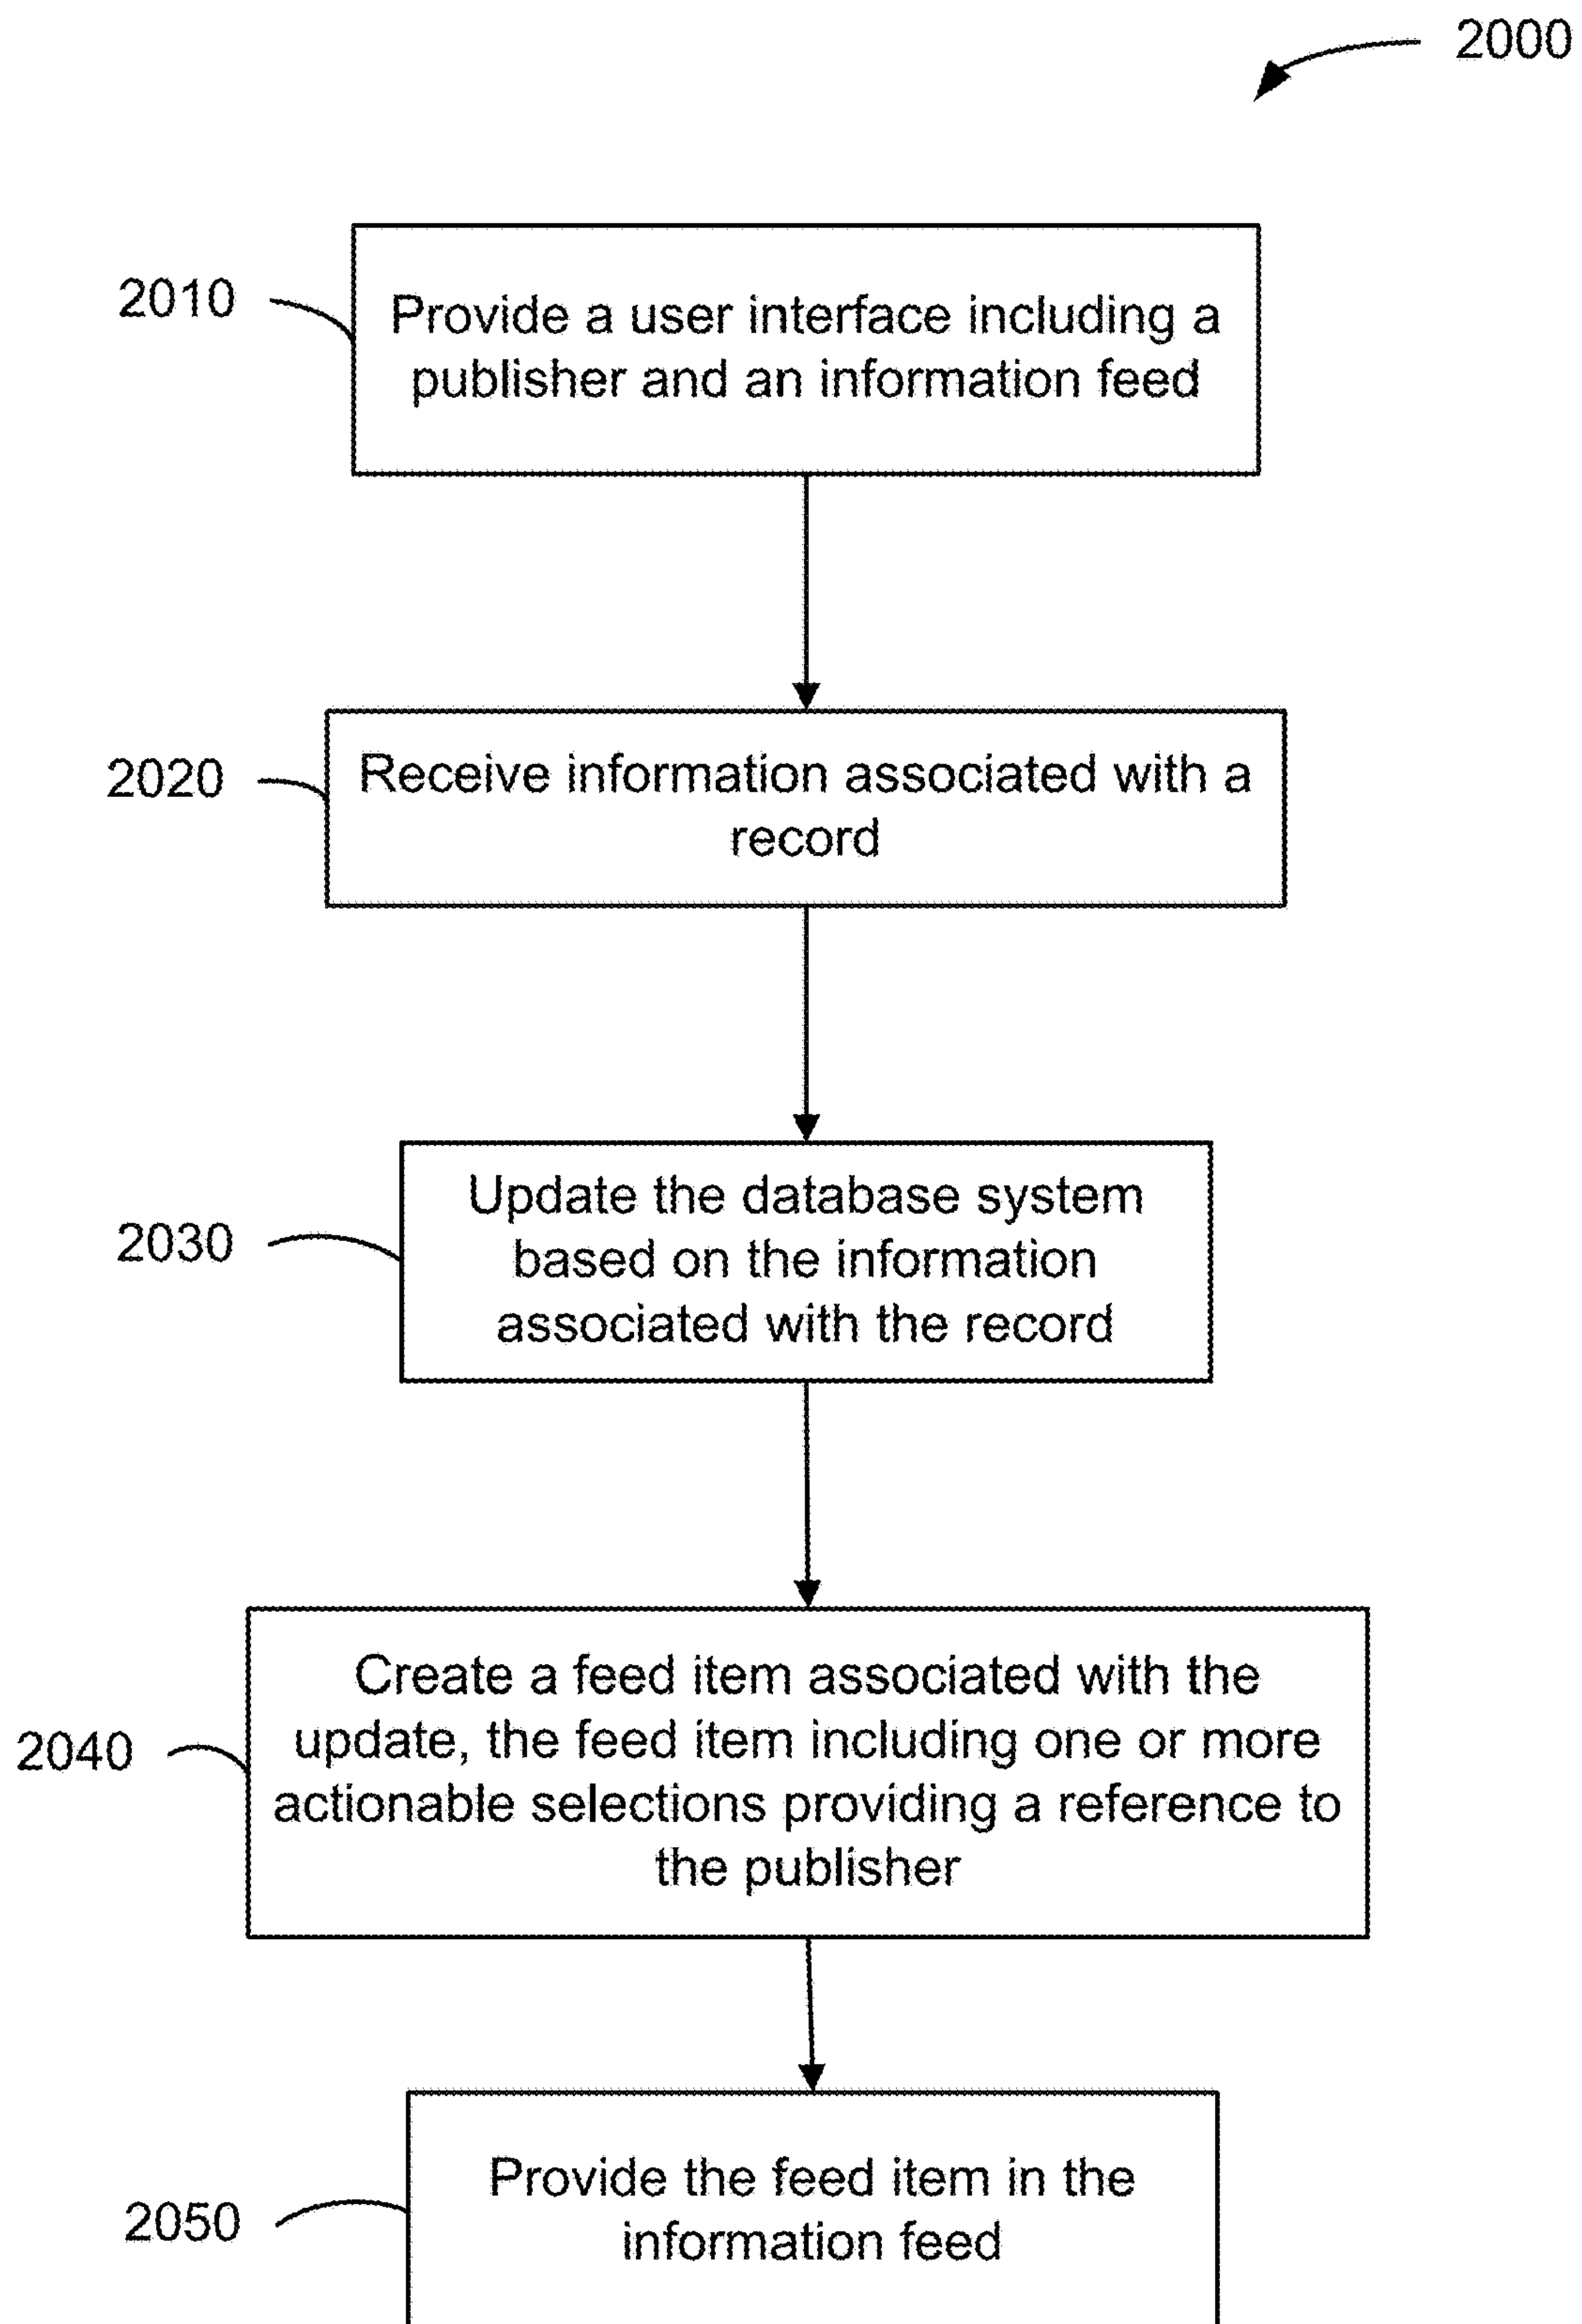 2000
2010
Provide a user interface including a
publisher and an information feed
2020
Receive information associated with a
record
2030
Update the database system
based on the information
associated with the record
2040
Create a feed item associated with the
update, the feed item including one or more
actionable selections providing a reference to
the publisher
2050
Provide the feed item in the
information feed